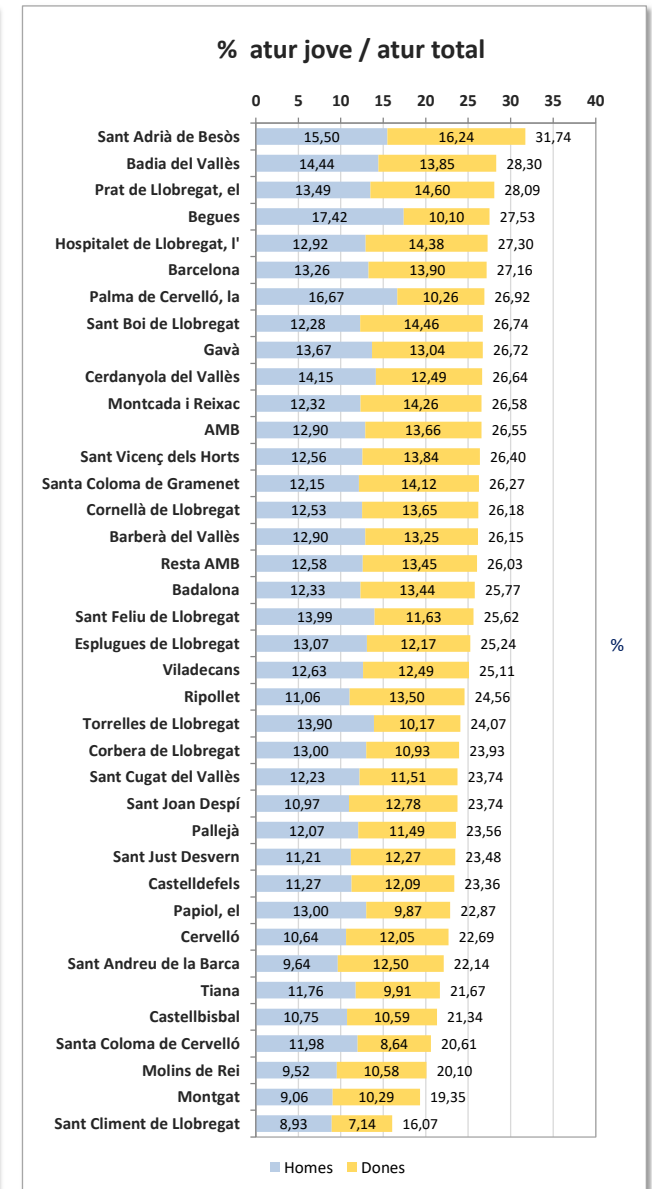 % atur jove / atur total
0 5 10 15 20 25 30 35 40
Sant Adrià de Besòs 15,50 16,24 31,74
Badia del Vallès 14,44 13,85 28,30
Prat de Llobregat, el 13,49 14,60 28,09
Begues 17,42 10,10 27,53
Hospitalet de Llobregat, l' 12,92 14,38 27,30
Barcelona 13,26 13,90 27,16
Palma de Cervelló, la 16,67 10,26 26,92
Sant Boi de Llobregat 12,28 14,46 26,74
Gavà 13,67 13,04 26,72
Cerdanyola del Vallès 14,15 12,49 26,64
Montcada i Reixac 12,32 14,26 26,58
AMB 12,90 13,66 26,55
Sant Vicenç dels Horts 12,56 13,84 26,40
Santa Coloma de Gramenet 12,15 14,12 26,27
Cornellà de Llobregat 12,53 13,65 26,18
Barberà del Vallès 12,90 13,25 26,15
Resta AMB 12,58 13,45 26,03
Badalona 12,33 13,44 25,77
Sant Feliu de Llobregat 13,99 11,63 25,62
Esplugues de Llobregat 13,07 12,17 25,24 %
Viladecans 12,63 12,49 25,11
Ripollet 11,06 13,50 24,56
Torrelles de Llobregat 13,90 10,17 24,07
Corbera de Llobregat 13,00 10,93 23,93
Sant Cugat del Vallès 12,23 11,51 23,74
Sant Joan Despí 10,97 12,78 23,74
Pallejà 12,07 11,49 23,56
Sant Just Desvern 11,21 12,27 23,48
Castelldefels 11,27 12,09 23,36
Papiol, el 13,00 9,87 22,87
Cervelló 10,64 12,05 22,69
Sant Andreu de la Barca 9,64 12,50 22,14
Tiana 11,76 9,91 21,67
Castellbisbal 10,75 10,59 21,34
Santa Coloma de Cervelló 11,98 8,64 20,61
Molins de Rei 9,52 10,58 20,10
Montgat 9,06 10,29 19,35
Sant Climent de Llobregat 8,93 7,14 16,07
Homes Dones